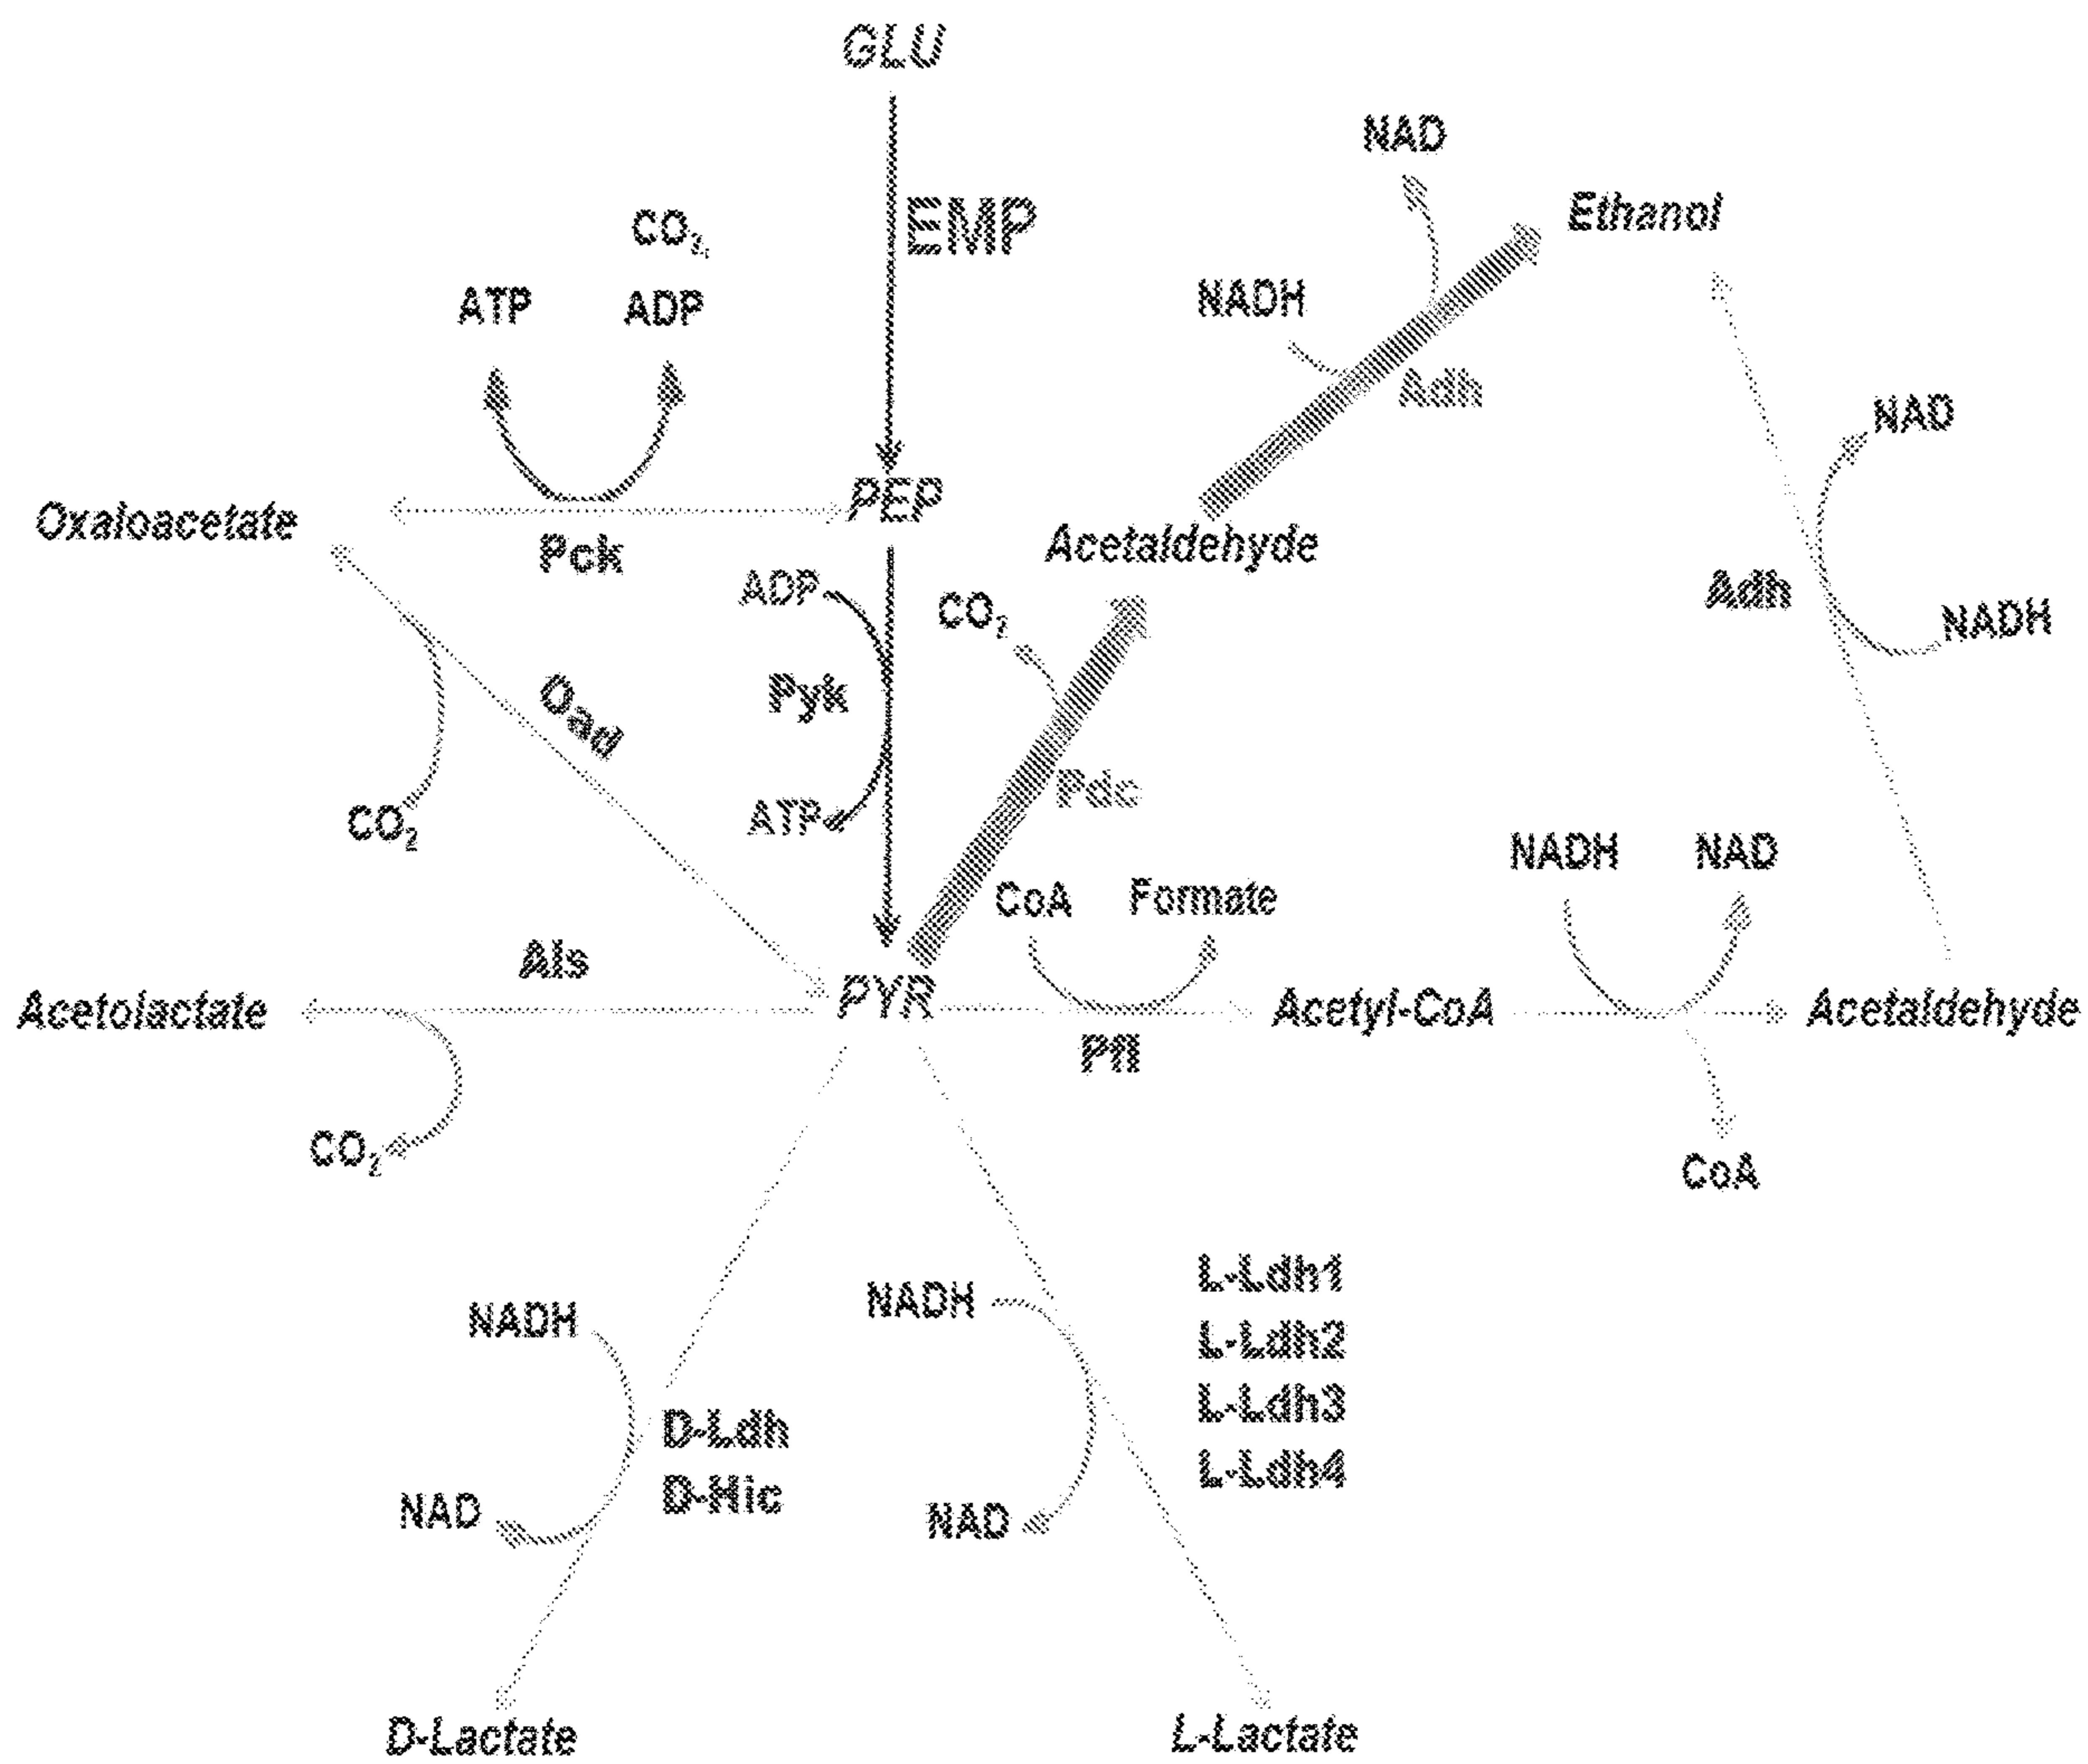 GLU
NAD
Ethanol
CO2,
EMP
ATP
ADP
NADH
Adh
NAD
Oxaloacetate
PEP
Pck
Acetaldehyde
ADP
CO2
Adh
NADH
Oad
Pyk
Pdc
CO2
ATP
NADH
NAD
CoA
Formate
Als
Acetolactate
PYR
Acetyl-CoA
Acetaldehyde
Pfl
CO2
CoA
NADH
NADH
L-Ldh1
L-Ldh2
L-Ldh3
L-Ldh4
D-Ldh
D-Hic
NAD
NAD
D-Lactate
L-Lactate